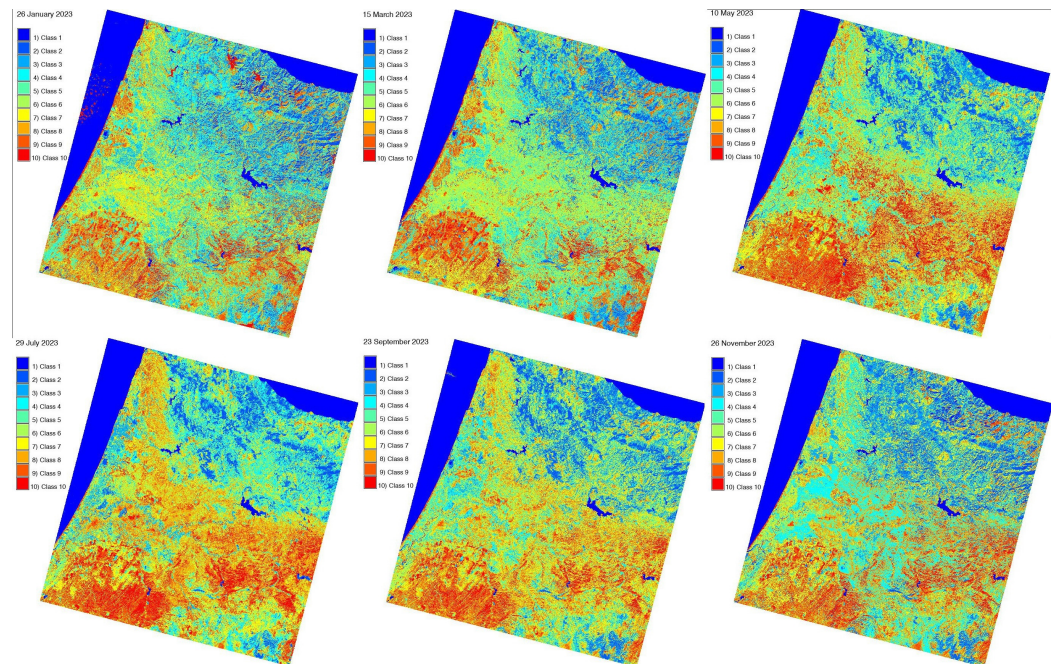 26 January 2023
1) Class 1
2) Class 2
3) Class 3
4) Class 4
5) Class 5
6) Class 6
7) Class 7
8) Class 8
9) Class 9
10) Class 10
15 March 2023
1) Class 1
2) Class 2
3) Class 3
4) Class 4
5) Class 5
6) Class 6
7) Class 7
8) Class 8
9) Class 9
10) Class 10
10 May 2023
1) Class 1
2) Class 2
3) Class 3
4) Class 4
5) Class 5
6) Class 6
7) Class 7
8) Class 8
9) Class 9
10) Class 10
29 July 2023
1) Class 1
2) Class 2
3) Class 3
4) Class 4
5) Class 5
6) Class 6
7) Class 7
8) Class 8
9) Class 9
10) Class 10
23 September 2023
1) Class 1
2) Class 2
3) Class 3
4) Class 4
5) Class 5
6) Class 6
7) Class 7
8) Class 8
9) Class 9
10) Class 10
26 November 2023
1) Class 1
2) Class 2
3) Class 3
4) Class 4
5) Class 5
6) Class 6
7) Class 7
8) Class 8
9) Class 9
10) Class 10